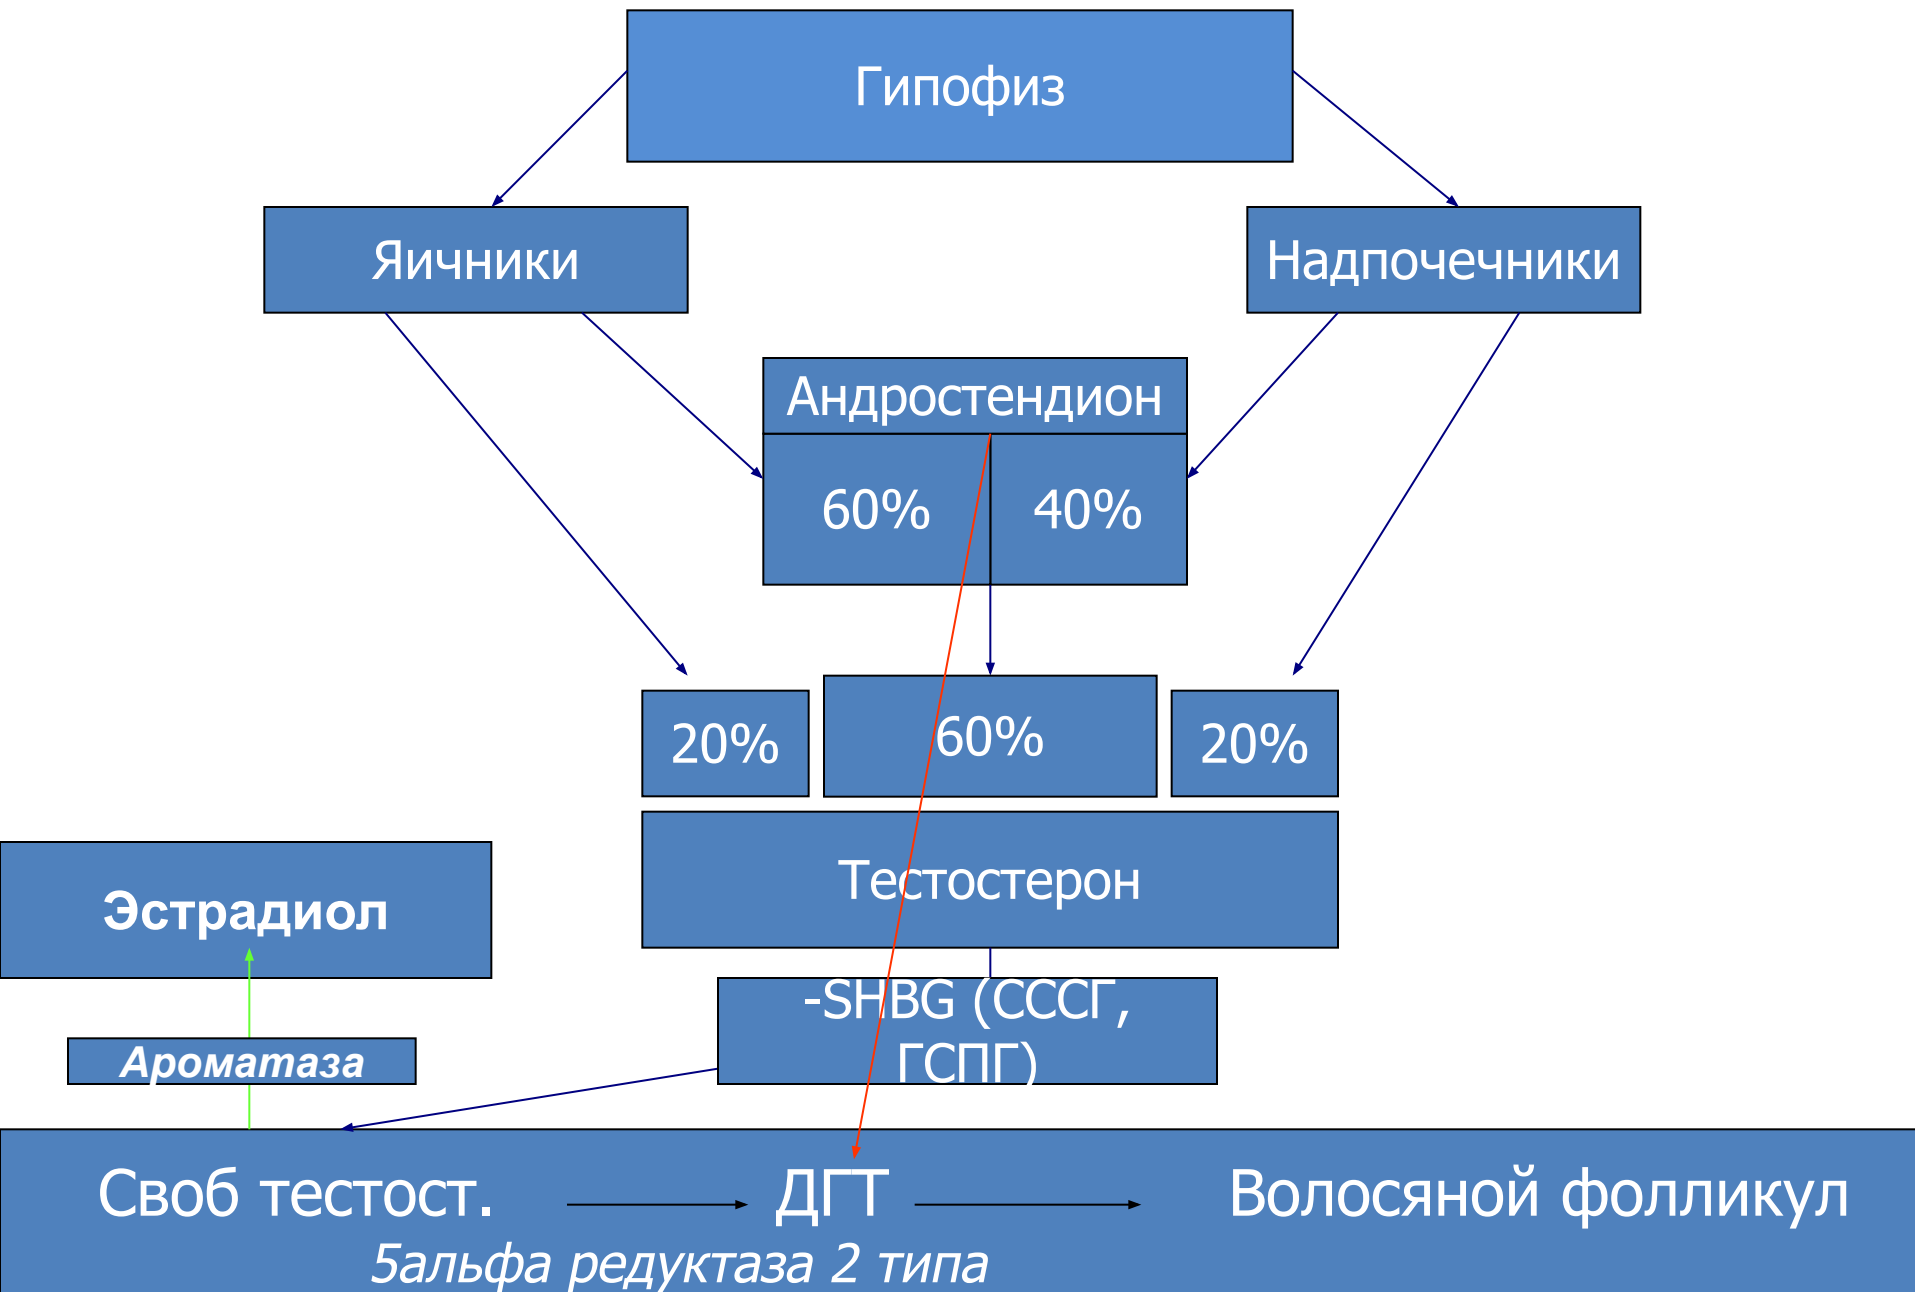 Гипофиз
Яичники
Надпочечники
Андростендион
60%
40%
20%
60%
20%
Тестостерон
Эстрадиол
-SHBG (СССГ,
ГСПГ)
Ароматаза
Своб тестост.
ДГТ
Волосяной фолликул
5альфа редуктаза 2 типа